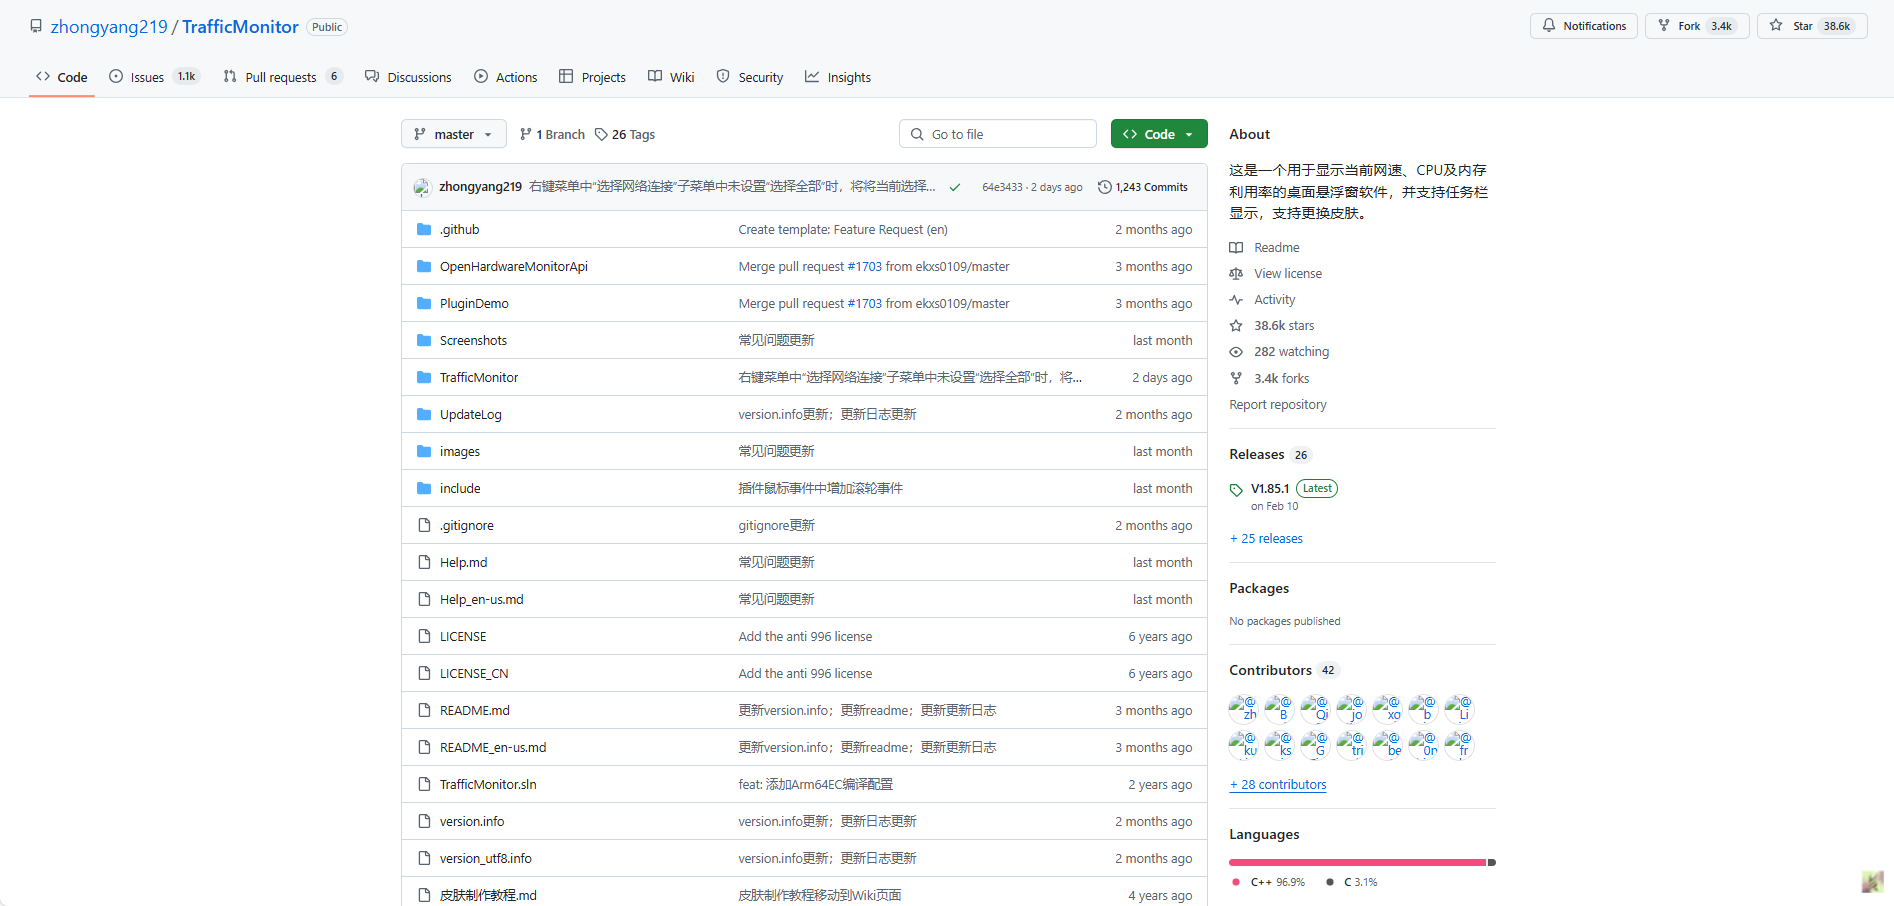 zhongyang219 / TrafficMonitor Public
Notifications Fork 3.4k Star 38.6k
Code Issues 1.1k Pull requests 6 Discussions Actions Projects Wiki Security Insights
master 1 Branch 26 Tags Go to file Code
zhongyang219 右键菜单中“选择网络连接”子菜单中未设置“选择全部”时，将将当前选择... 64e3433 · 2 days ago 1,243 Commits
.github Create template: Feature Request (en) 2 months ago
OpenHardwareMonitorApi Merge pull request #1703 from ekxs0109/master 3 months ago
PluginDemo Merge pull request #1703 from ekxs0109/master 3 months ago
Screenshots 常见问题更新 last month
TrafficMonitor 右键菜单中“选择网络连接”子菜单中未设置“选择全部”时，将... 2 days ago
UpdateLog version.info更新；更新日志更新 2 months ago
images 常见问题更新 last month
include 插件鼠标事件中增加滚轮事件 last month
.gitignore gitignore更新 2 months ago
Help.md 常见问题更新 last month
Help_en-us.md 常见问题更新 last month
LICENSE Add the anti 996 license 6 years ago
LICENSE_CN Add the anti 996 license 6 years ago
README.md 更新version.info；更新readme；更新更新日志 3 months ago
README_en-us.md 更新version.info；更新readme；更新更新日志 3 months ago
TrafficMonitor.sln feat: 添加Arm64EC编译配置 2 years ago
version.info version.info更新；更新日志更新 2 months ago
version_utf8.info version.info更新；更新日志更新 2 months ago
皮肤制作教程.md 皮肤制作教程移动到Wiki页面 4 years ago
About
这是一个用于显示当前网速、CPU及内存
利用率的桌面悬浮窗软件，并支持任务栏
显示，支持更换皮肤。
Readme
View license
Activity
38.6k stars
282 watching
3.4k forks
Report repository
Releases 26
V1.85.1 Latest
on Feb 10
+ 25 releases
Packages
No packages published
Contributors 42
@zh @B @Qi @jo @xq @b @Li
@ku @ks @G @tri @be @0r @fr
+ 28 contributors
Languages
C++ 96.9% C 3.1%